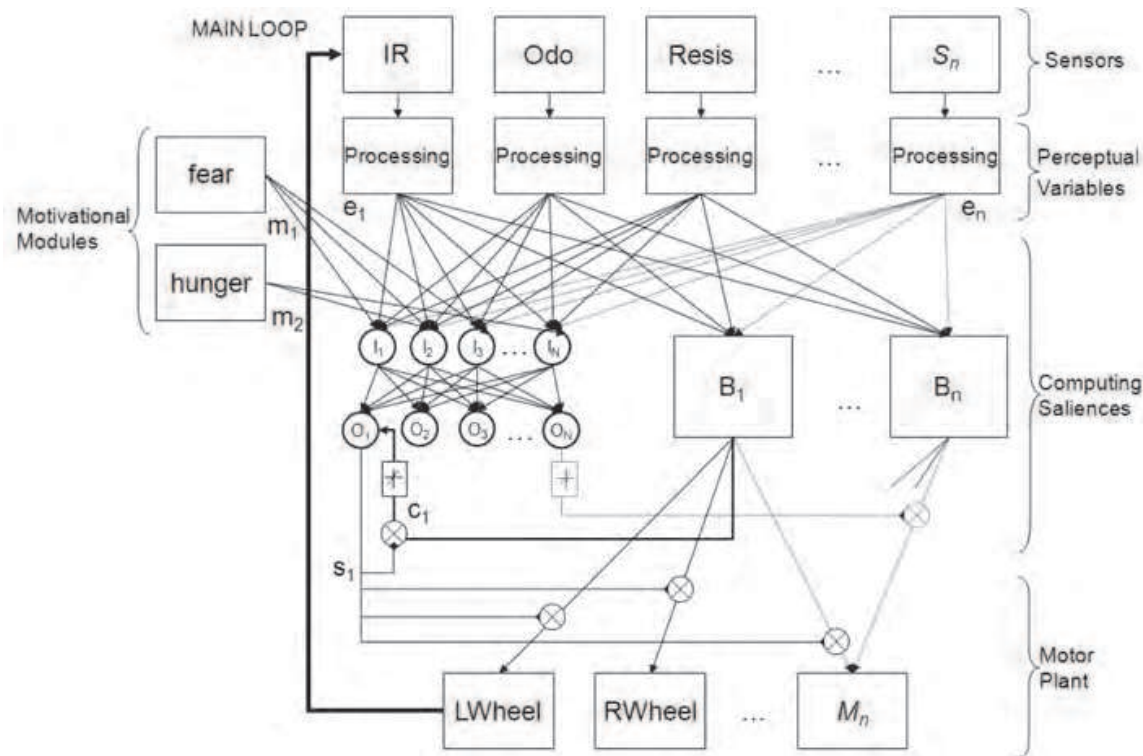 MAIN LOOP
IR
Odo
Resis
...
Sn
Sensors
Processing
Processing
Processing
...
Processing
Perceptual
Variables
Motivational
Modules
fear
m1
hunger
m2
e1
en
I1
I2
I3
...
IN
O1
O2
O3
...
ON
B1
...
Bn
Computing
Saliences
+
+
c1
s1
LWheel
RWheel
...
Mn
Motor
Plant